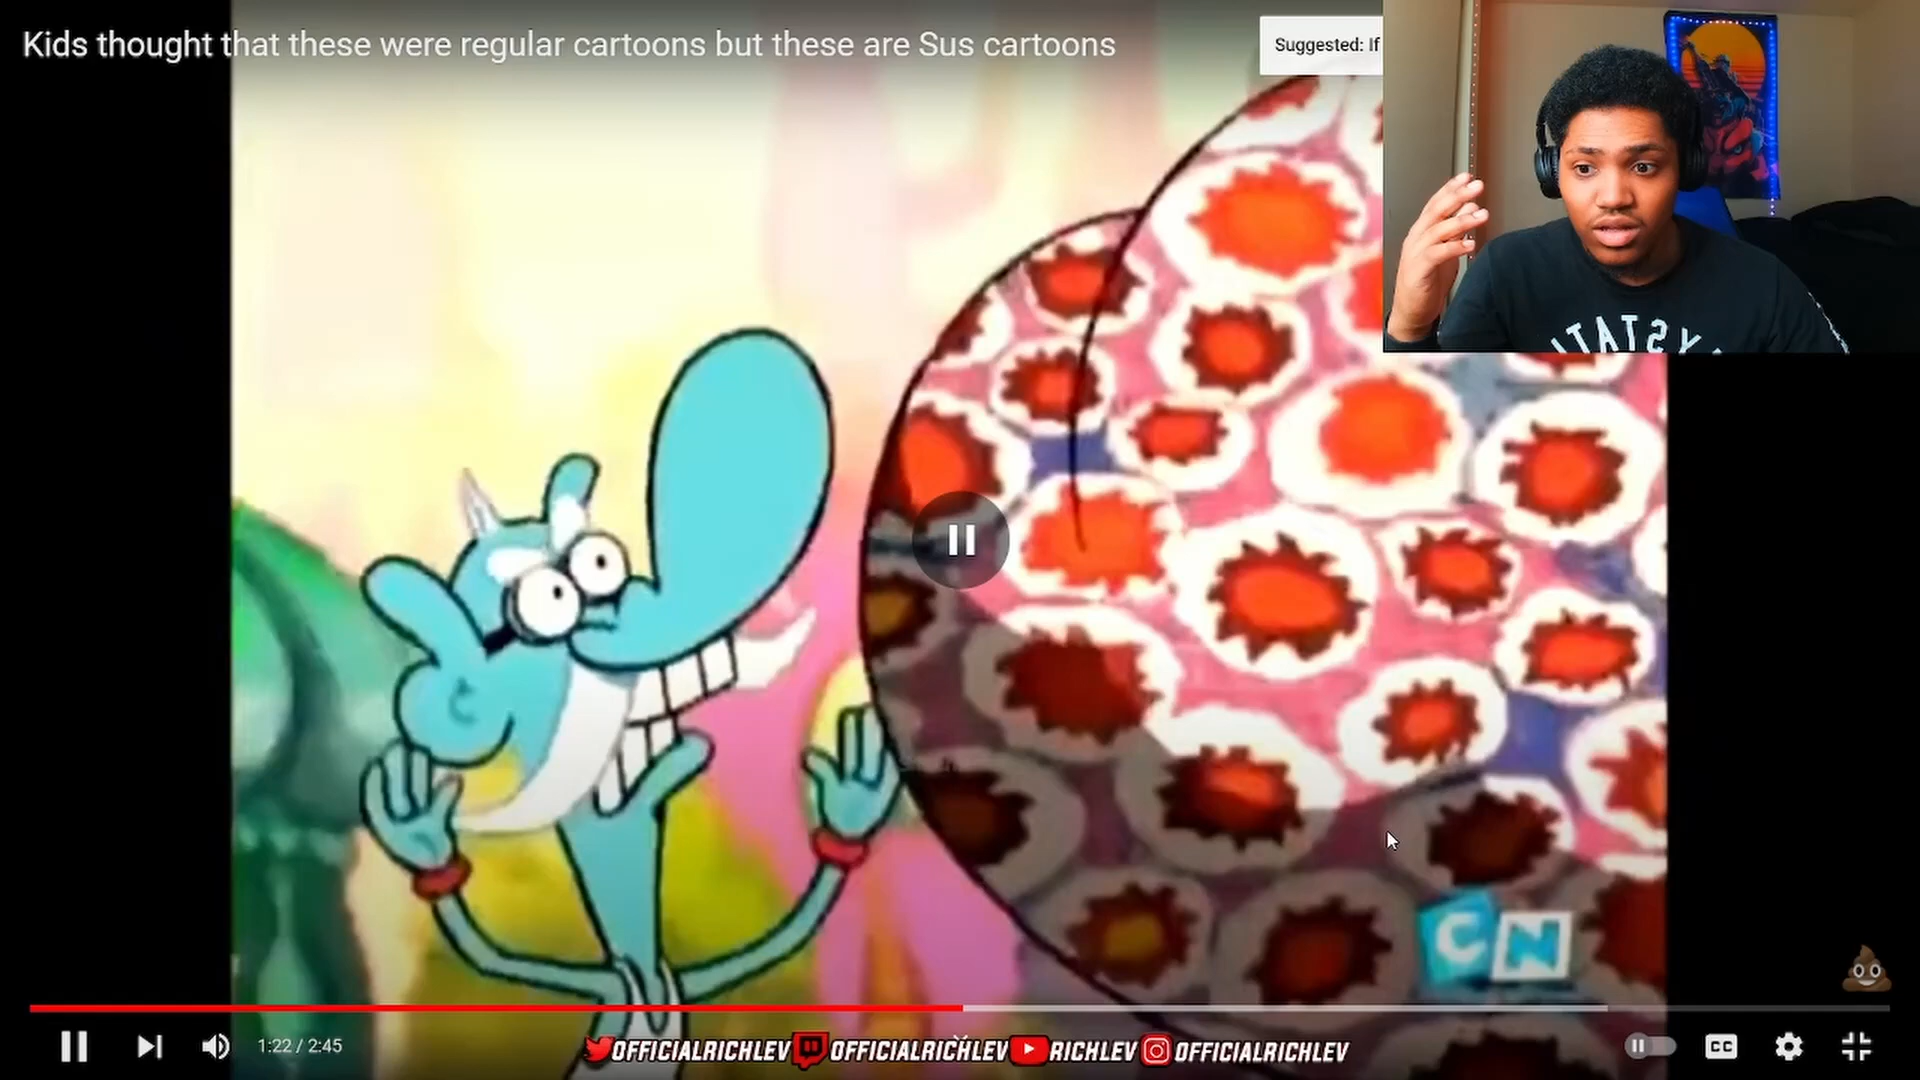 Kids thought that these were regular cartoons but these are Sus cartoons
Suggested: If
CN
1:22 / 2:45
OFFICIALRICHLEV OFFICIALRICHLEV RICHLEV OFFICIALRICHLEV
CC